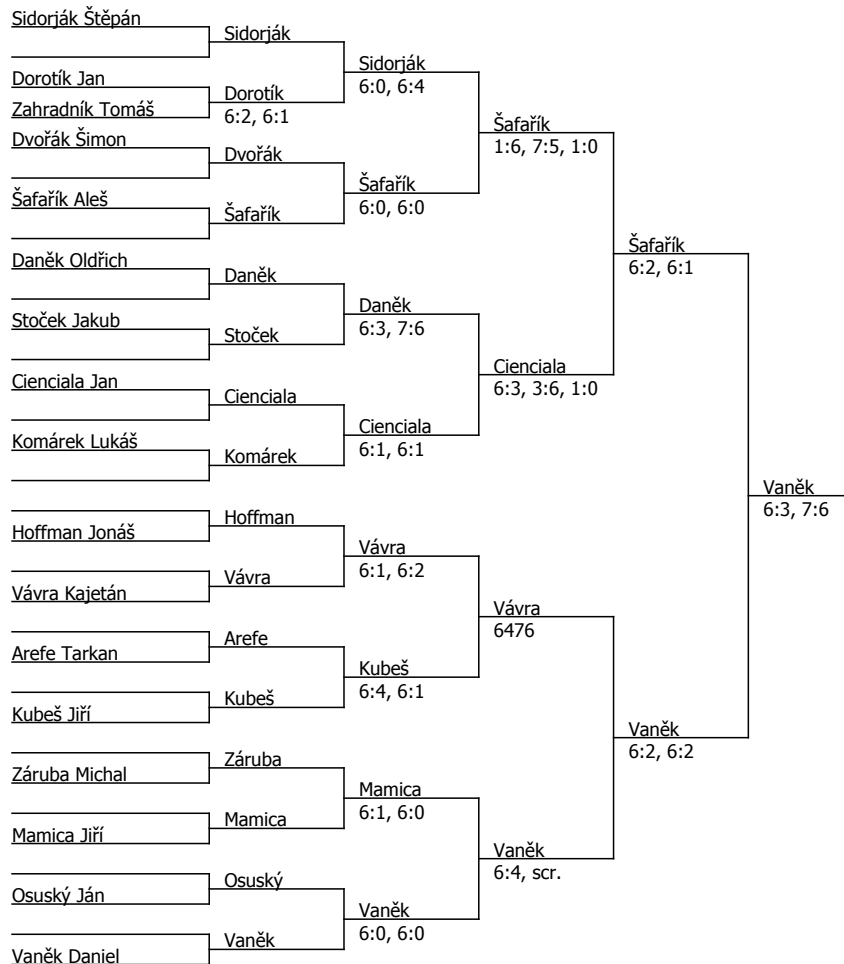 Sidorják Štěpán
Sidorják
Sidorják
6:0, 6:4
Dorotík Jan
Dorotík
6:2, 6:1
Zahradník Tomáš
Šafařík
1:6, 7:5, 1:0
Dvořák Šimon
Dvořák
Šafařík
6:0, 6:0
Šafařík Aleš
Šafařík
Šafařík
6:2, 6:1
Daněk Oldřich
Daněk
Daněk
6:3, 7:6
Stoček Jakub
Stoček
Cienciala
6:3, 3:6, 1:0
Cienciala Jan
Cienciala
Cienciala
6:1, 6:1
Komárek Lukáš
Komárek
Vaněk
6:3, 7:6
Hoffman
Hoffman Jonáš
Vávra
6:1, 6:2
Vávra
Vávra Kajetán
Vávra
6476
Arefe
Arefe Tarkan
Kubeš
6:4, 6:1
Kubeš
Kubeš Jiří
Vaněk
6:2, 6:2
Záruba
Záruba Michal
Mamica
6:1, 6:0
Mamica
Mamica Jiří
Vaněk
6:4, scr.
Osuský
Osuský Ján
Vaněk
6:0, 6:0
Vaněk
Vaněk Daniel